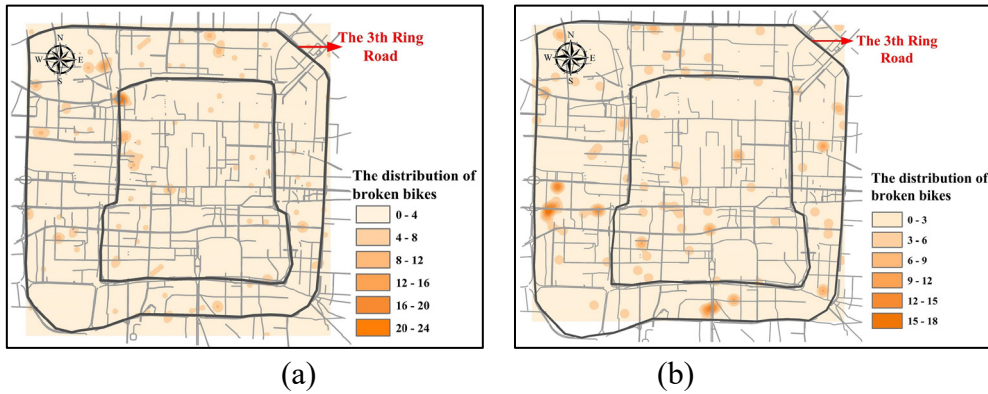 N
W E
S
The 3th Ring
Road
The distribution of
broken bikes
0 - 4
4 - 8
8 - 12
12 - 16
16 - 20
20 - 24
(a)
N
W E
S
The 3th Ring
Road
The distribution of
broken bikes
0 - 3
3 - 6
6 - 9
9 - 12
12 - 15
15 - 18
(b)